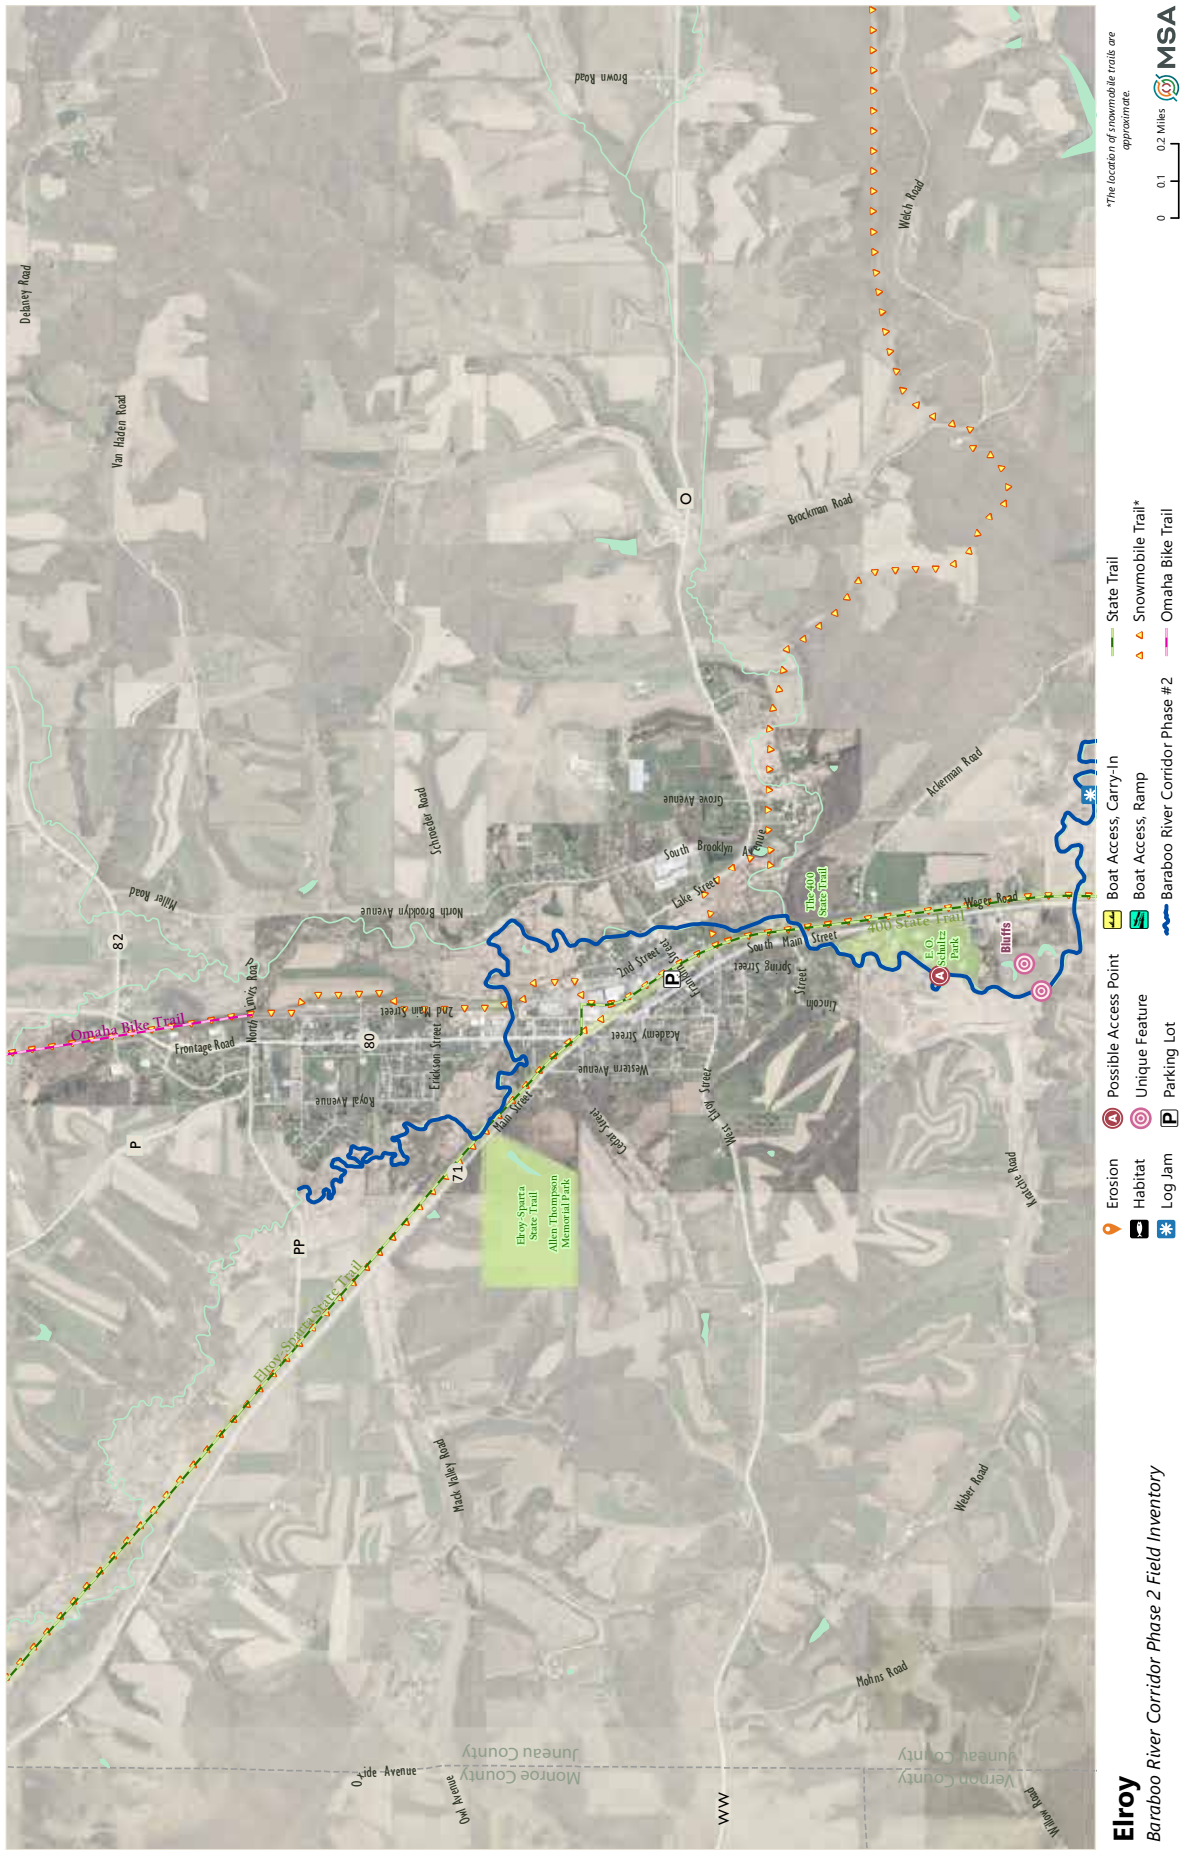 Delaney Road
Van Haden Road
Brown Road
Welch Road
Brockman Road
O
Miller Road
82
Schroeder Road
North Brooklyn Avenue
Grove Avenue
South Brooklyn Avenue
Lake Street
Ackerman Road
The 400
State Trail
Weger Road
400 State Trail
Omaha Bike Trail
Frontage Road
80
2nd Main Street
Erickson Street
Royal Avenue
2nd Street
P
South Main Street
Spring Street
Lincoln Street
Academy Street
Western Avenue
West Elroy Street
Cedar Street
Main Street
E.O.
Schultz
Park
A
Bluffs
P
PP
71
Elroy-Sparta State Trail
Elroy-Sparta
State Trail
Allen Thompson
Memorial Park
Kratche Road
Mack Valley Road
Weber Road
Mohns Road
Owl Avenue
WW
Willow Road
Juneau County
Monroe County
Juneau County
Vernon County
Elroy
Baraboo River Corridor Phase 2 Field Inventory
Erosion
Habitat
Log Jam
A Possible Access Point
Unique Feature
P Parking Lot
Boat Access, Carry-In
Boat Access, Ramp
Baraboo River Corridor Phase #2
State Trail
Snowmobile Trail*
Omaha Bike Trail
*The location of snowmobile trails are
approximate.
0 0.1 0.2 Miles
MSA